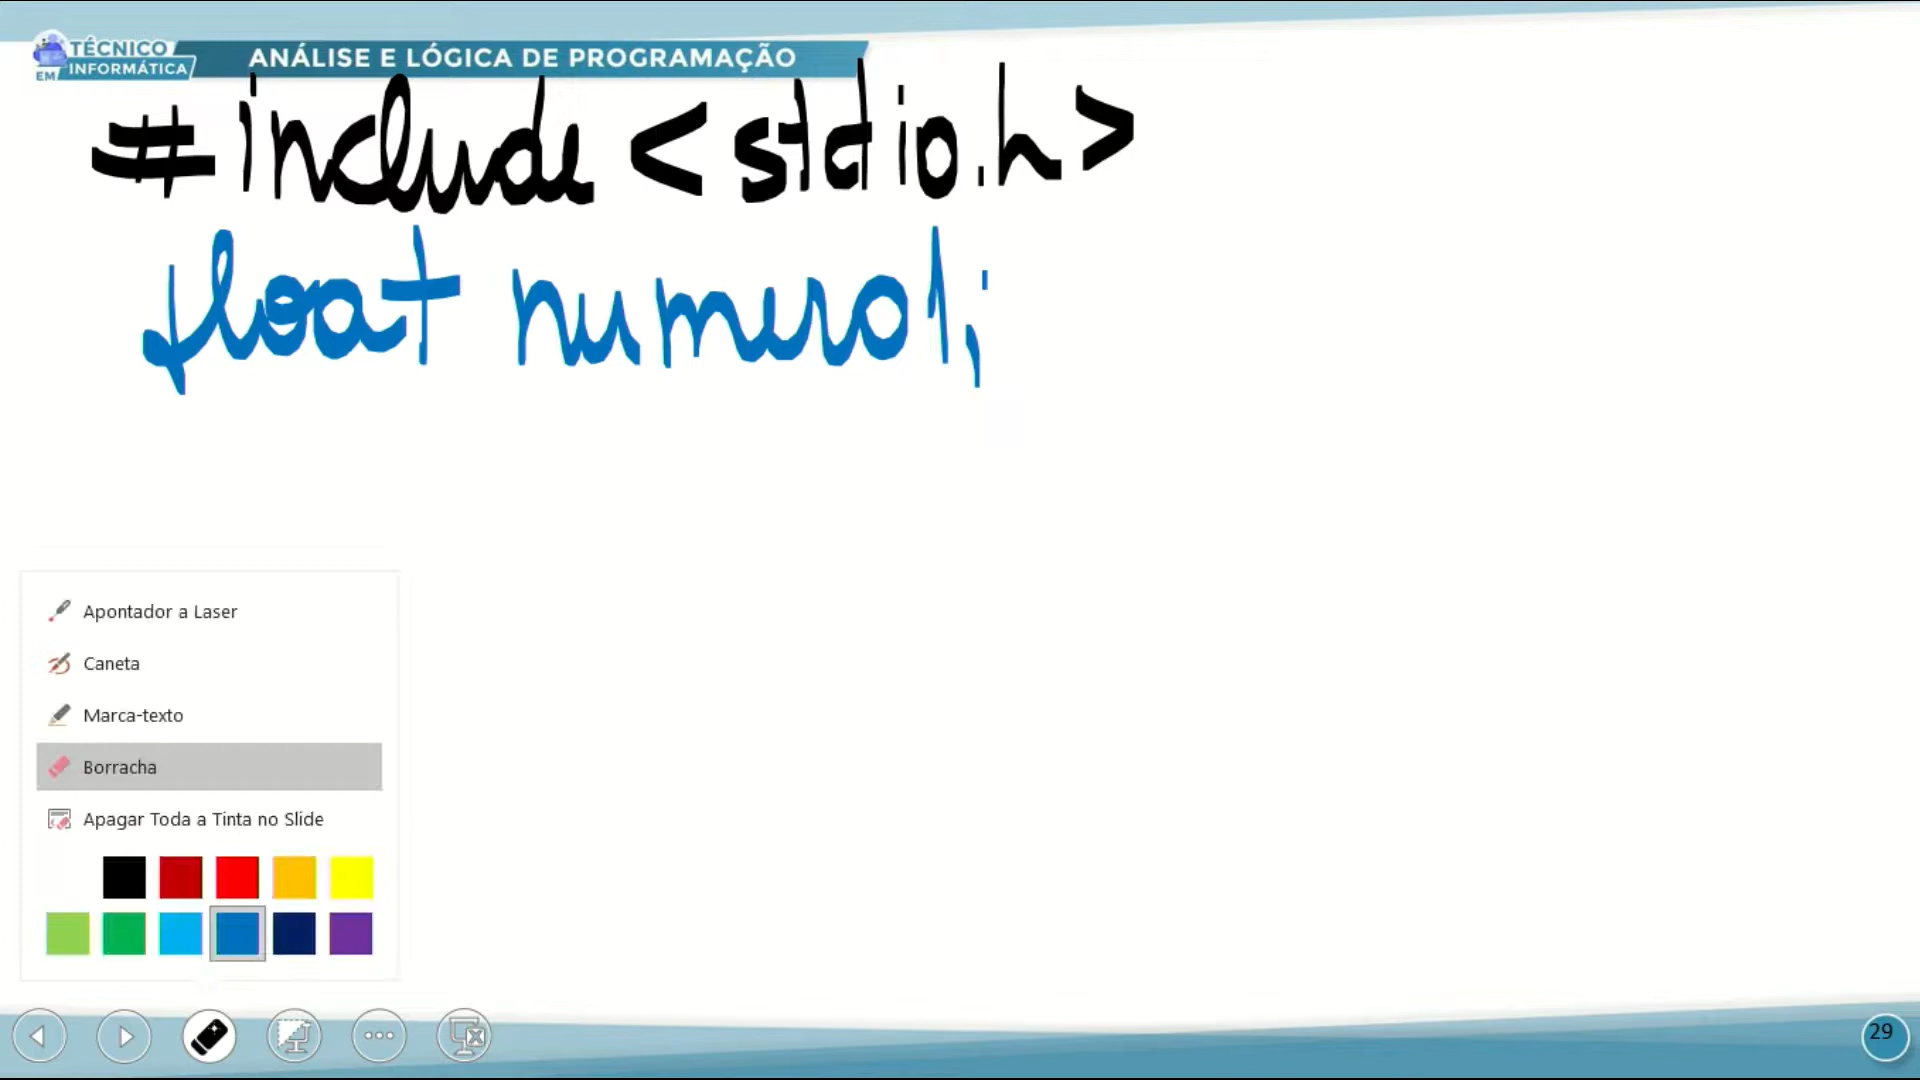 TÉCNICO
EM INFORMÁTICA
ANÁLISE E LÓGICA DE PROGRAMAÇÃO
#include <stdio.h>
float numero1;
Apontador a Laser
Caneta
Marca-texto
Borracha
Apagar Toda a Tinta no Slide
29